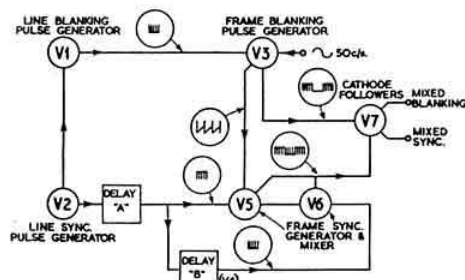 LINE BLANKING
PULSE GENERATOR
FRAME BLANKING
PULSE GENERATOR
V1
V3
50c/s.
CATHODE
FOLLOWERS
MIXED
BLANKING
V7
MIXED
SYNC.
V2
DELAY
"A"
V5
V6
LINE SYNC.
PULSE GENERATOR
FRAME SYNC.
GENERATOR &
MIXER
DELAY
"B"